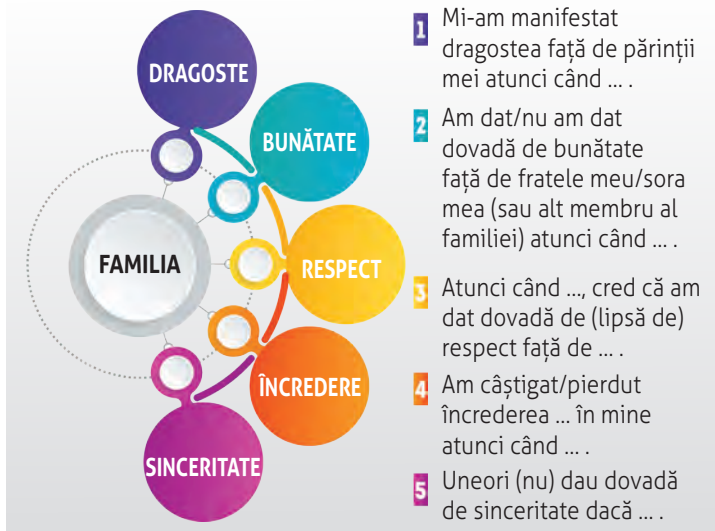 DRAGOSTE
BUNĂTATE
FAMILIA
RESPECT
ÎNCREDERE
SINCERITATE
1 Mi-am manifestat
dragostea față de părinții
mei atunci când ... .
2 Am dat/nu am dat
dovadă de bunătate
față de fratele meu/sora
mea (sau alt membru al
familiei) atunci când ... .
3 Atunci când ..., cred că am
dat dovadă de (lipsă de)
respect față de ... .
4 Am câștigat/pierdut
încrederea ... în mine
atunci când ... .
5 Uneori (nu) dau dovadă
de sinceritate dacă ... .